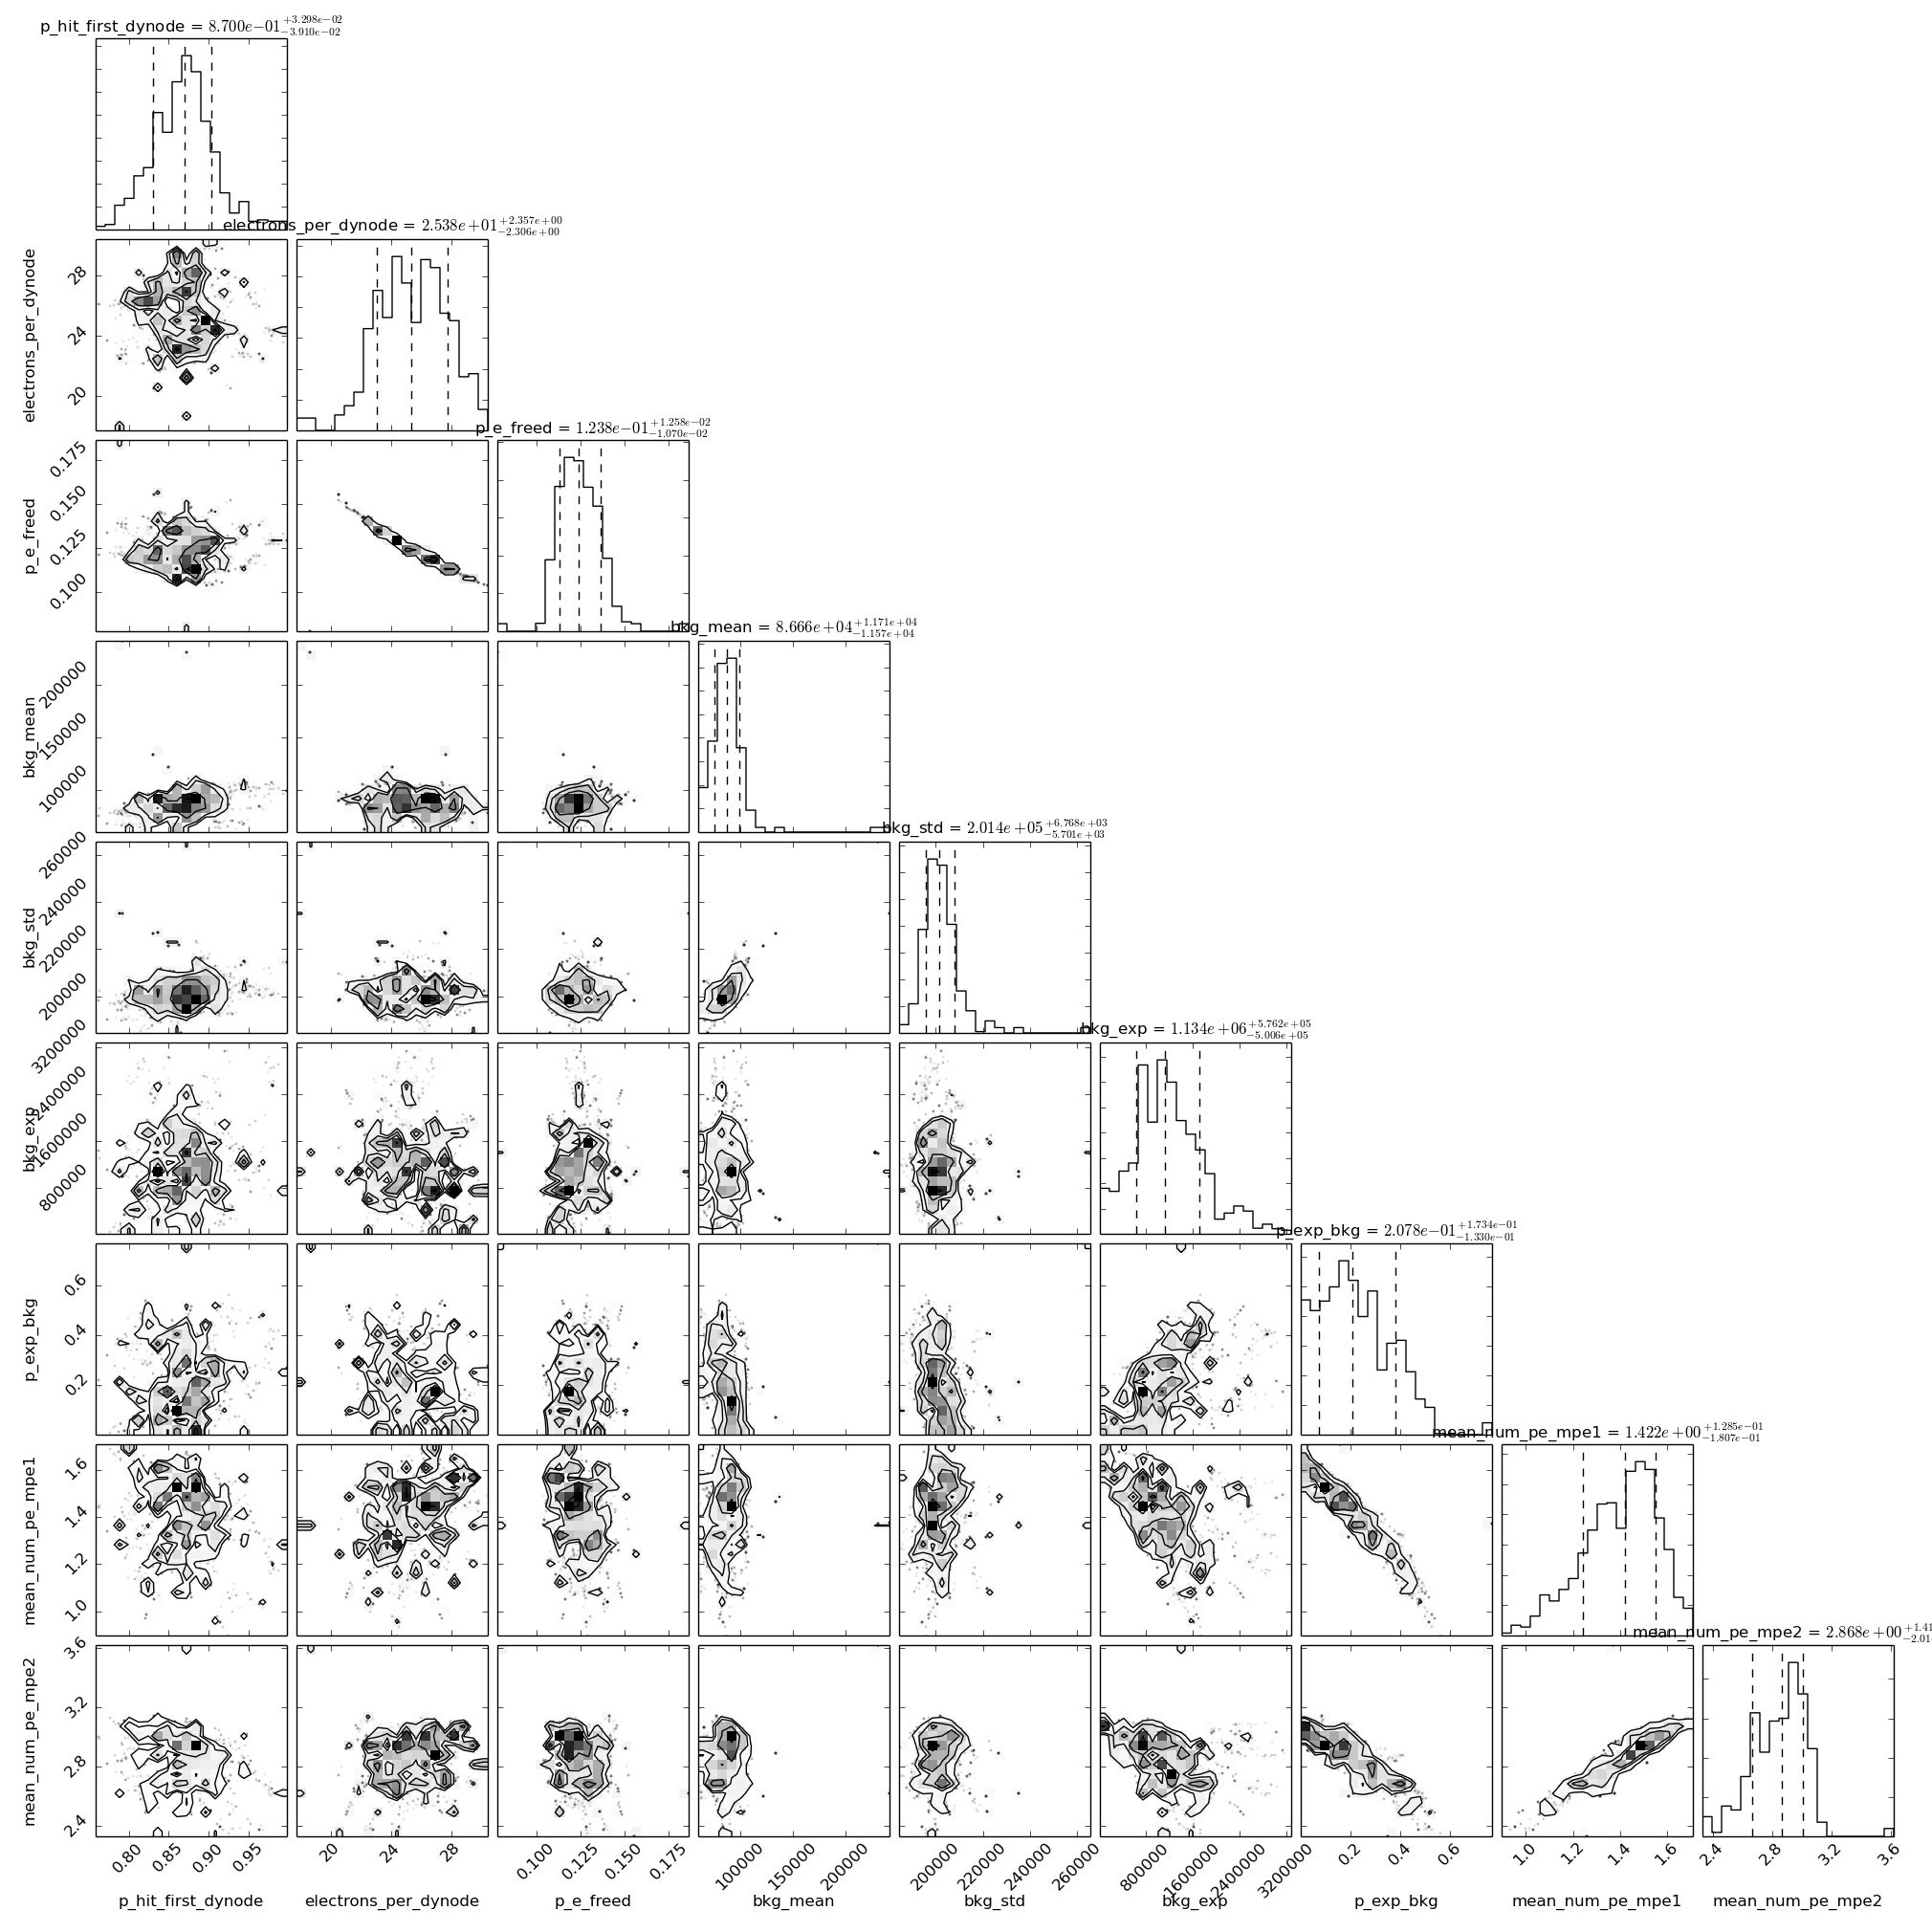 p_hit_first_dynode = 8.700e−01 +3.298e−02 −3.910e−02
electrons_per_dynode = 2.538e+01 +2.357e+00 −2.306e+00
electrons_per_dynode
28
24
20
p_e_freed = 1.238e−01 +1.258e−02 −1.070e−02
p_e_freed
0.175
0.150
0.125
0.100
bkg_mean = 8.666e+04 +1.171e+04 −1.157e+04
bkg_mean
200000
150000
100000
bkg_std = 2.014e+05 +6.768e+03 −5.701e+03
bkg_std
260000
240000
220000
200000
180000
bkg_exp = 1.134e+06 +5.762e+05 −5.006e+05
bkg_exp
3200000
2400000
1600000
800000
p_exp_bkg = 2.078e−01 +1.734e−01 −1.330e−01
p_exp_bkg
0.6
0.4
0.2
mean_num_pe_mpe1 = 1.422e+00 +1.285e−01 −1.807e−01
mean_num_pe_mpe1
1.6
1.4
1.2
1.0
mean_num_pe_mpe2 = 2.868e+00 +1.41 −2.01
mean_num_pe_mpe2
3.6
3.2
2.8
2.4
0.80 0.85 0.90 0.95 20 24 28 0.100 0.125 0.150 0.175 100000 150000 200000 200000 220000 240000 260000 800000 1600000 2400000 3200000 0.2 0.4 0.6 1.0 1.2 1.4 1.6 2.4 2.8 3.2 3.6
p_hit_first_dynode electrons_per_dynode p_e_freed bkg_mean bkg_std bkg_exp p_exp_bkg mean_num_pe_mpe1 mean_num_pe_mpe2